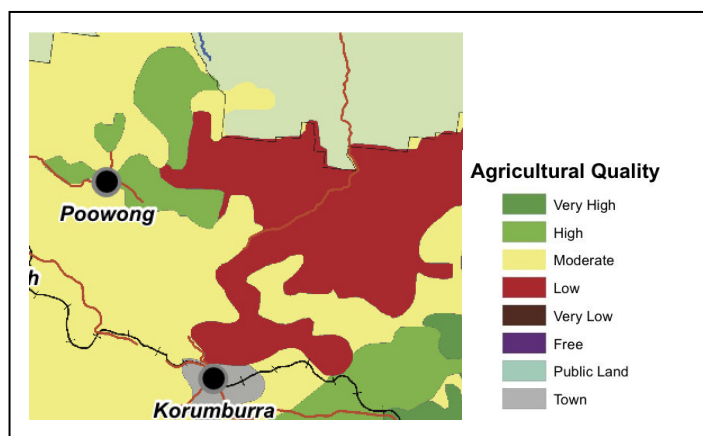 Poowong
h
Korumburra
Agricultural Quality
Very High
High
Moderate
Low
Very Low
Free
Public Land
Town